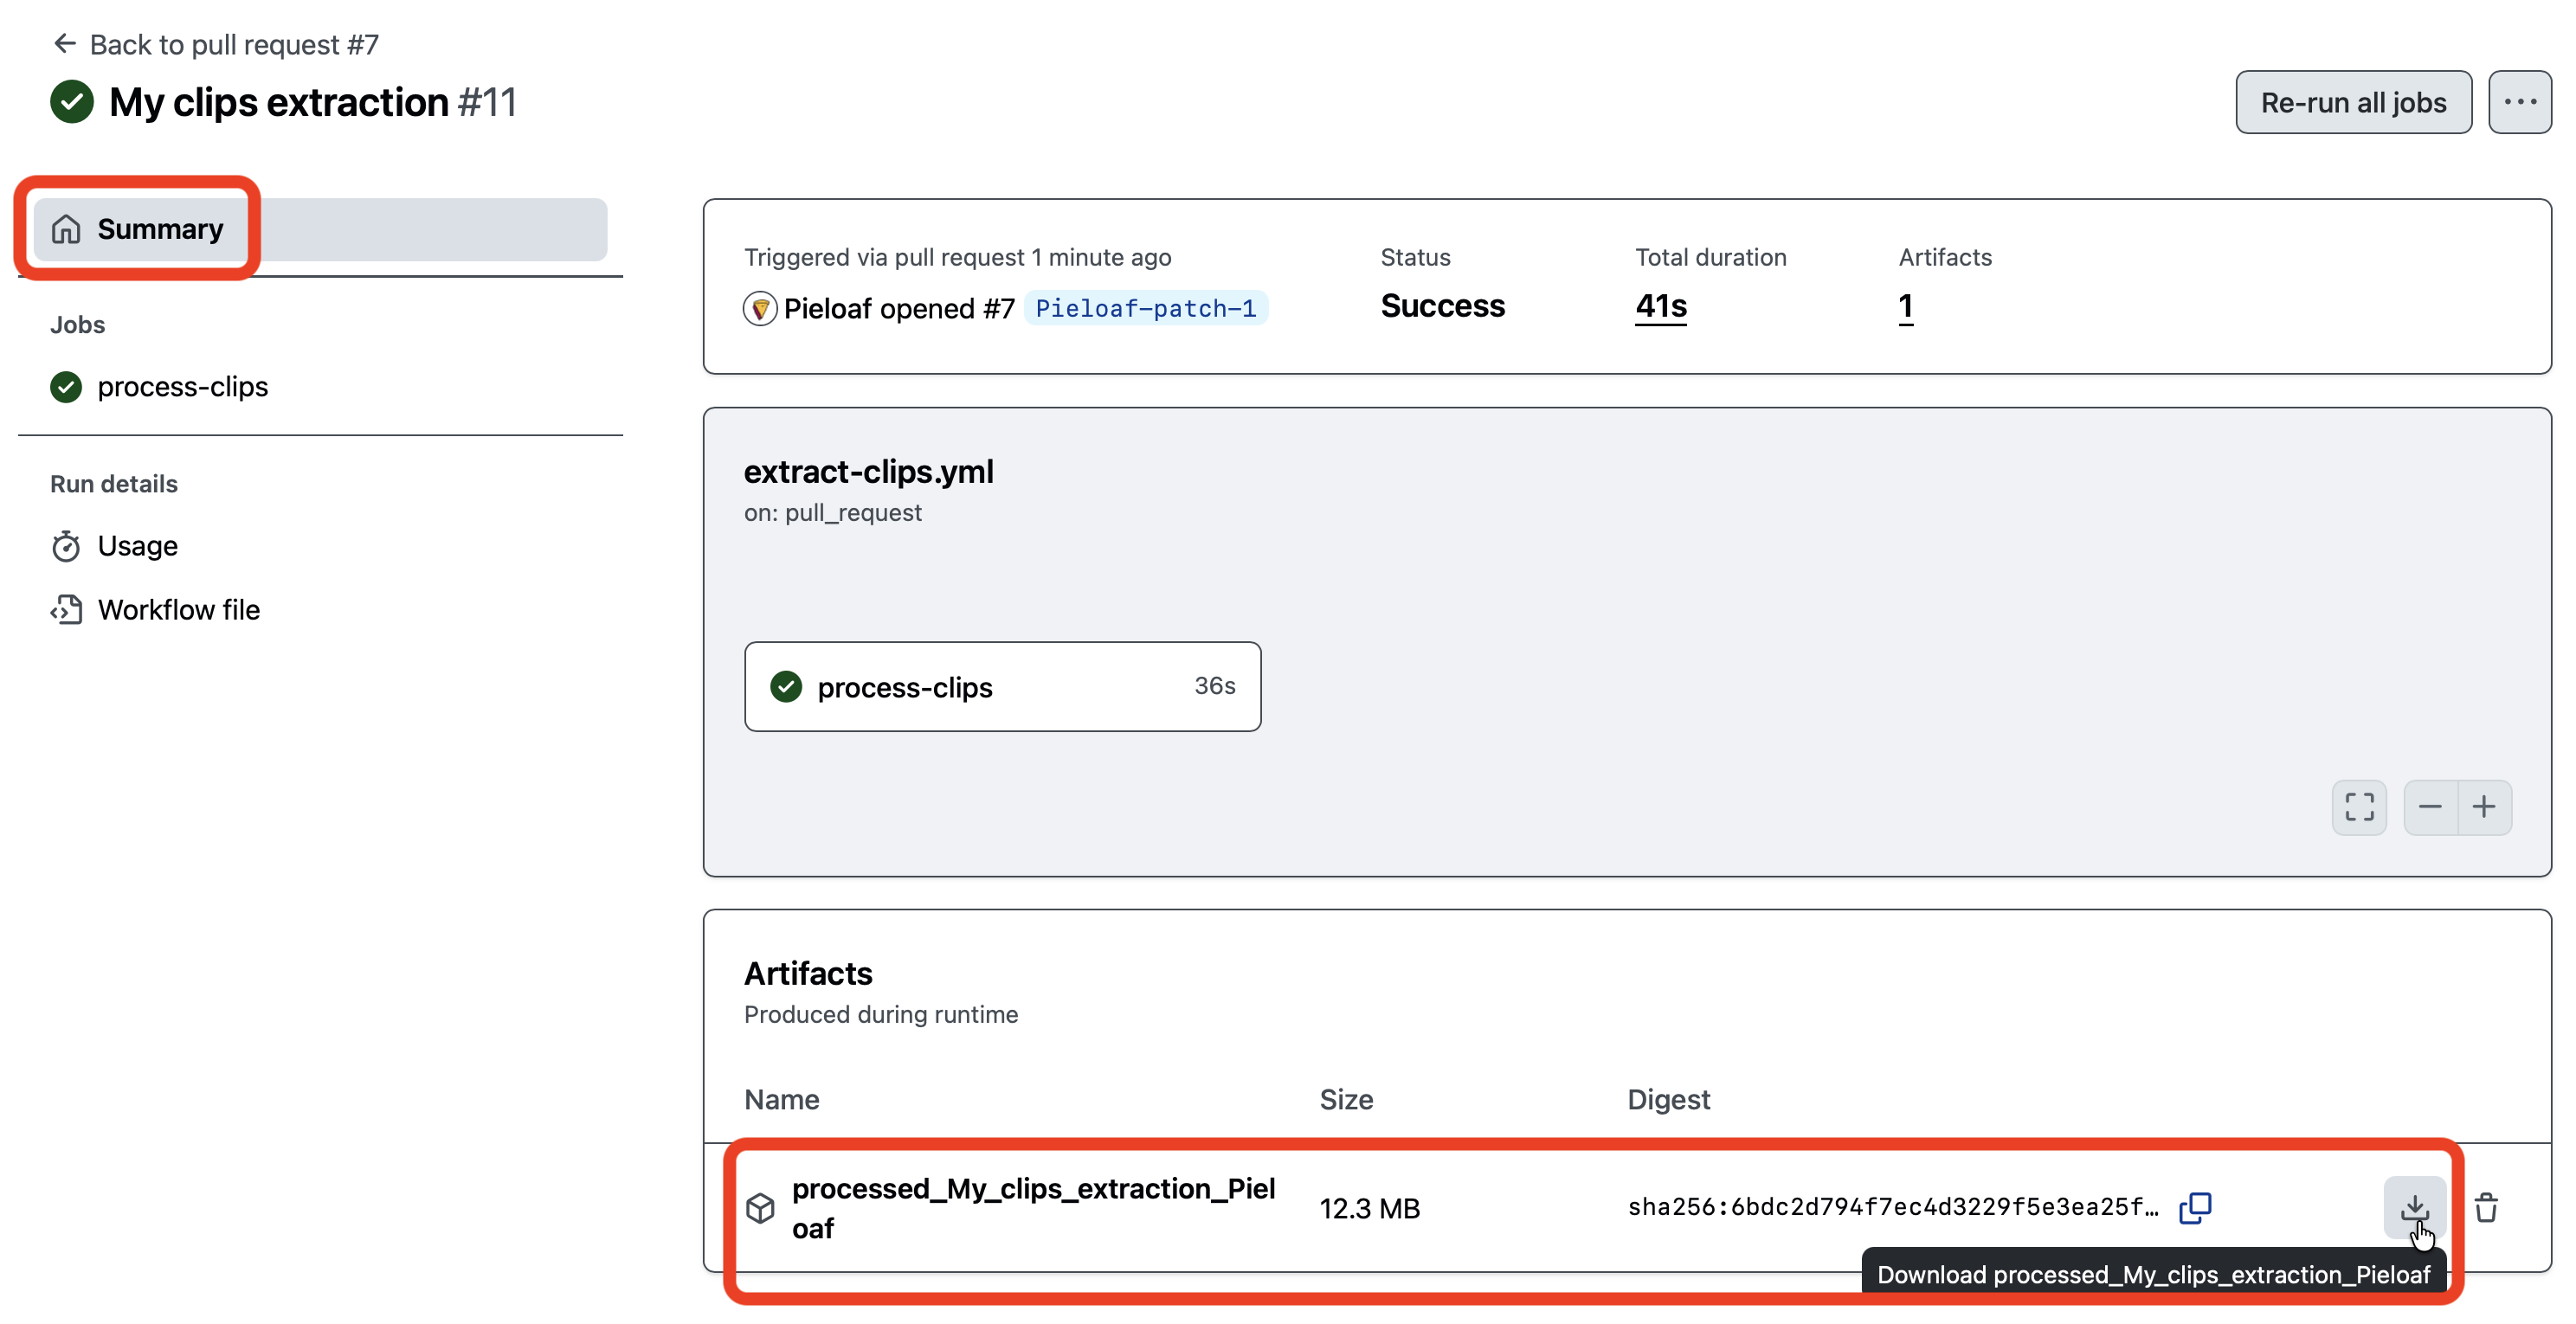 Back to pull request #7
My clips extraction #11
Re-run all jobs
Summary
Jobs
process-clips
Run details
Usage
Workflow file
Triggered via pull request 1 minute ago
Pieloaf opened #7 Pieloaf-patch-1
Status
Success
Total duration
41s
Artifacts
1
extract-clips.yml
on: pull_request
process-clips 36s
Artifacts
Produced during runtime
Name Size Digest
processed_My_clips_extraction_Piel
oaf
12.3 MB
sha256:6bdc2d794f7ec4d3229f5e3ea25f…
Download processed_My_clips_extraction_Pieloaf